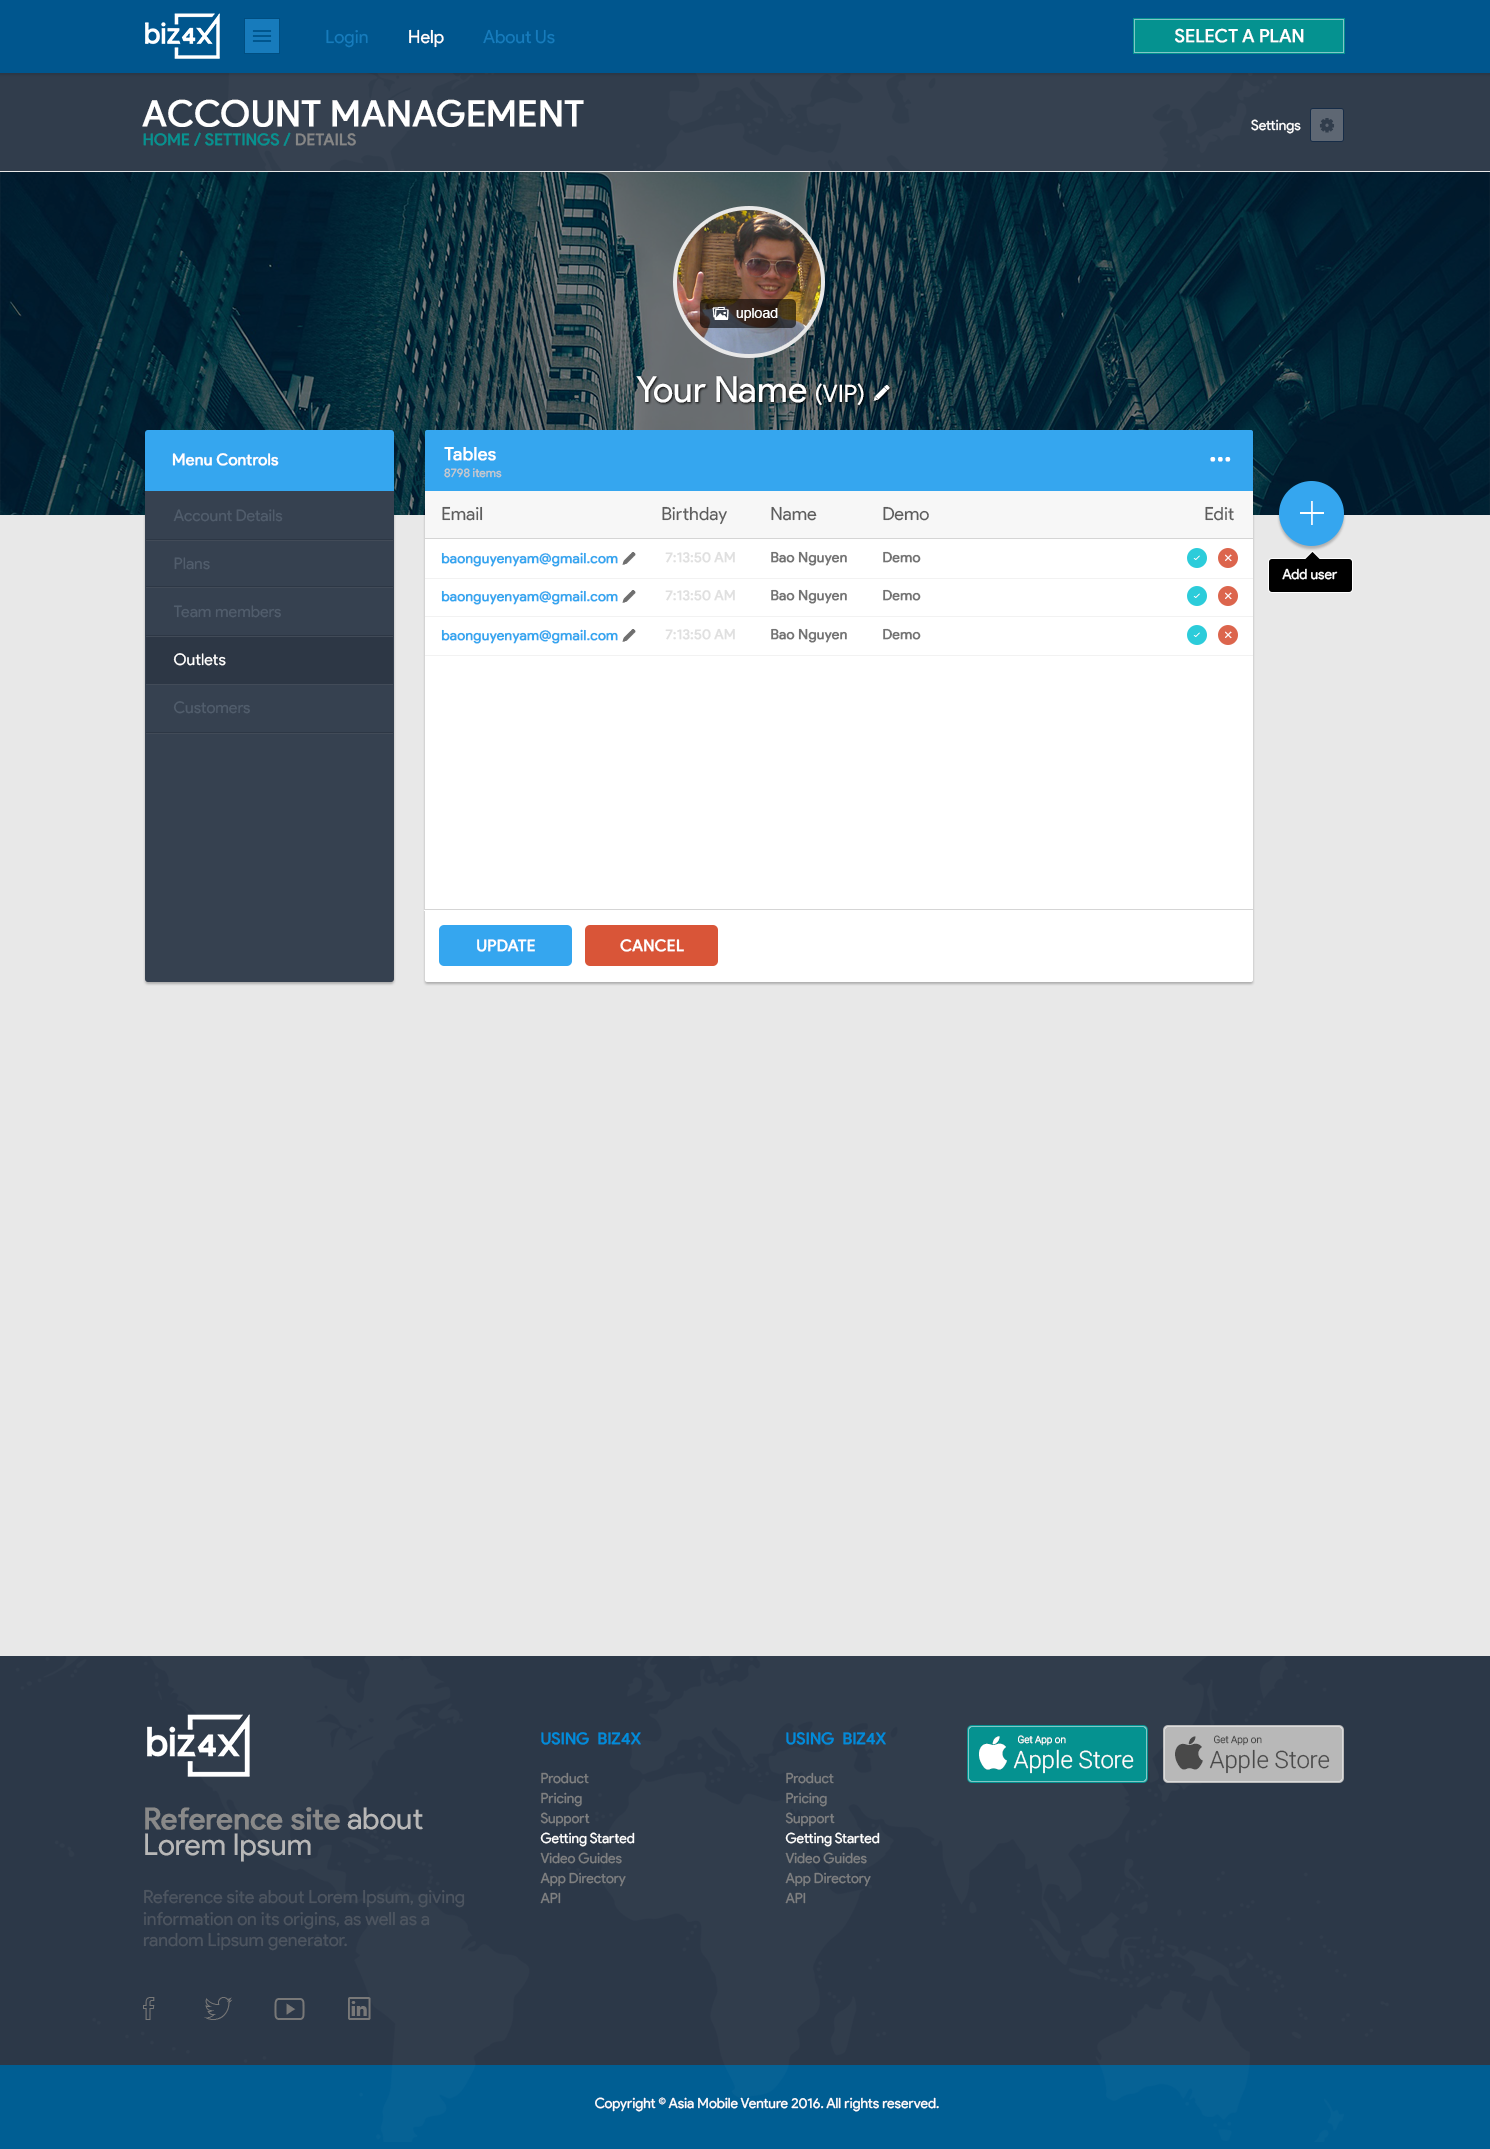 biz4X
Login
Help
About Us
SELECT A PLAN
ACCOUNT MANAGEMENT
HOME / SETTINGS / DETAILS
Settings
upload
Your Name (VIP)
Menu Controls
Account Details
Plans
Team members
Outlets
Customers
Tables
8798 items
Email Birthday Name Demo Edit
baonguyenyam@gmail.com 7:13:50 AM Bao Nguyen Demo
baonguyenyam@gmail.com 7:13:50 AM Bao Nguyen Demo
baonguyenyam@gmail.com 7:13:50 AM Bao Nguyen Demo
Add user
UPDATE
CANCEL
biz4X
Reference site about
Lorem Ipsum
Reference site about Lorem Ipsum, giving
information on its origins, as well as a
random Lipsum generator.
USING BIZ4X
Product
Pricing
Support
Getting Started
Video Guides
App Directory
API
USING BIZ4X
Product
Pricing
Support
Getting Started
Video Guides
App Directory
API
Get App on
Apple Store
Get App on
Apple Store
Copyright © Asia Mobile Venture 2016. All rights reserved.